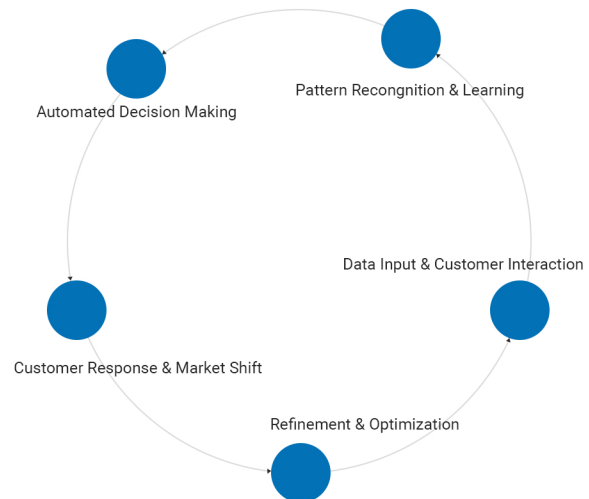 Pattern Recongnition & Learning
Automated Decision Making
Data Input & Customer Interaction
Customer Response & Market Shift
Refinement & Optimization